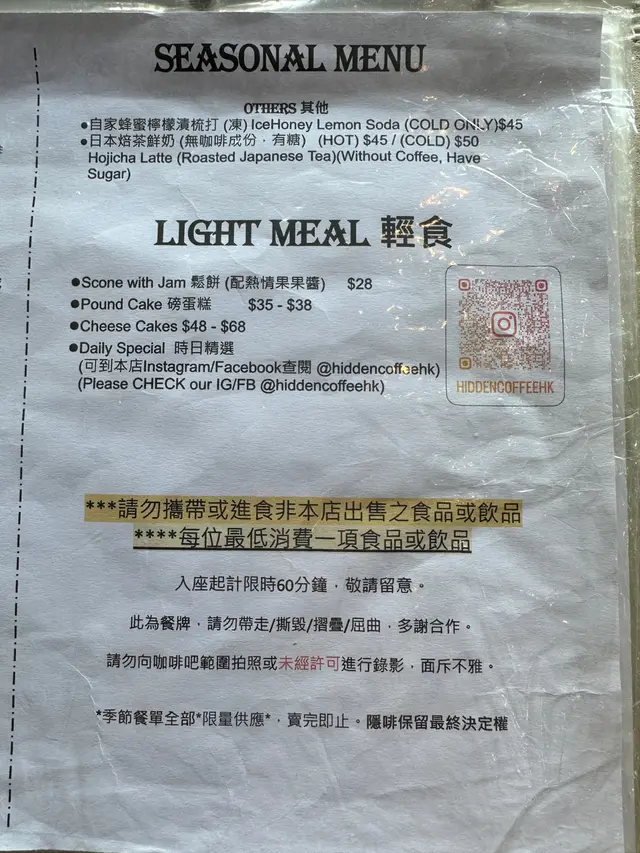 SEASONAL MENU
OTHERS 其他
●自家蜂蜜檸檬漬梳打 (凍) IceHoney Lemon Soda (COLD ONLY)$45
●日本焙茶鮮奶 (無咖啡成份，有糖) (HOT) $45 / (COLD) $50
Hojicha Latte (Roasted Japanese Tea)(Without Coffee, Have
Sugar)
LIGHT MEAL 輕食
●Scone with Jam 鬆餅 (配熱情果果醬) $28
●Pound Cake 磅蛋糕 $35 - $38
●Cheese Cakes $48 - $68
●Daily Special 時日精選
(可到本店Instagram/Facebook查閱 @hiddencoffeehk)
(Please CHECK our IG/FB @hiddencoffeehk)
HIDDENCOFFEEHK
***請勿攜帶或進食非本店出售之食品或飲品
****每位最低消費一項食品或飲品
入座起計限時60分鐘，敬請留意。
此為餐牌，請勿帶走/撕毀/摺疊/屈曲，多謝合作。
請勿向咖啡吧範圍拍照或未經許可進行錄影，面斥不雅。
*季節餐單全部*限量供應*，賣完即止。隱啡保留最終決定權